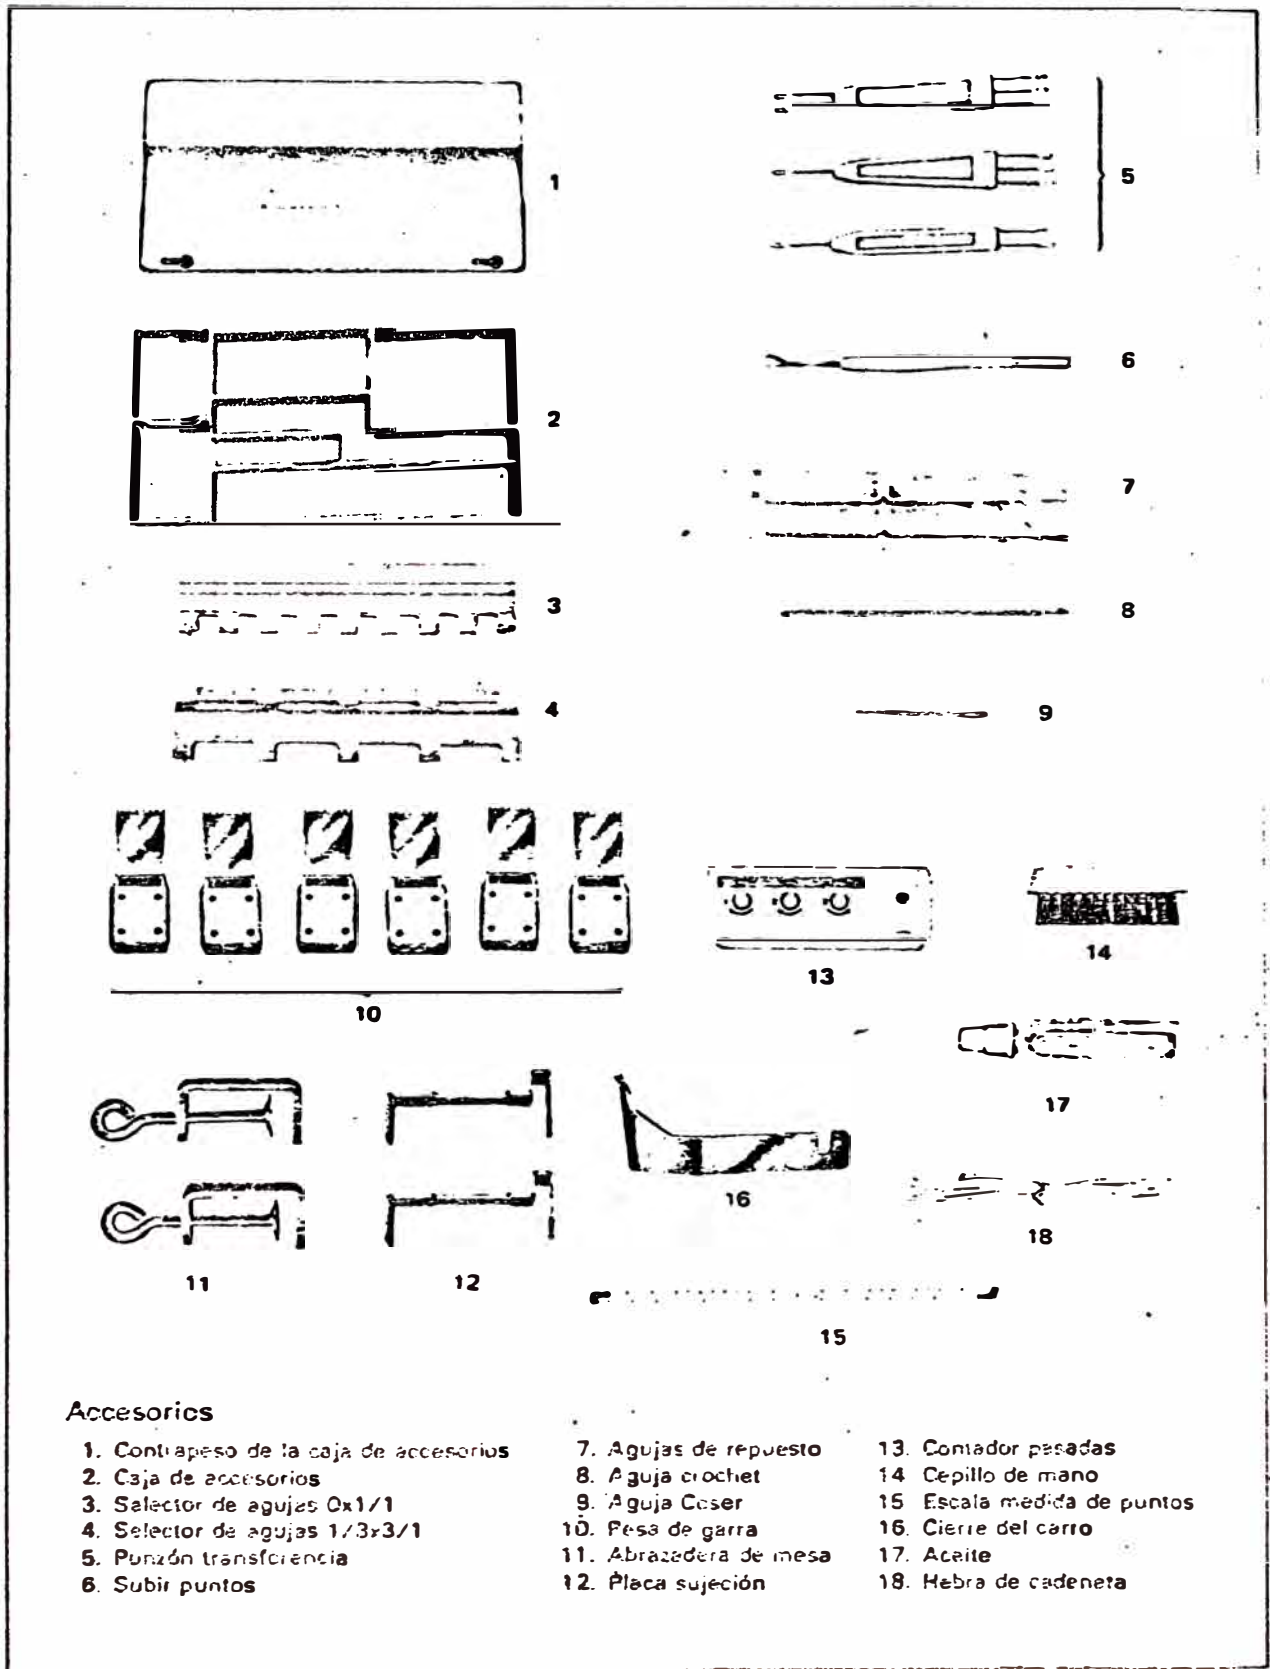 1
5
6
2
7
3
8
4
9
10
13
14
17
11
12
16
18
15
Accesorios
1. Contrapeso de la caja de accesorios
2. Caja de accesorios
3. Selector de agujas 0x1/1
4. Selector de agujas 1/3x3/1
5. Punzón transferencia
6. Subir puntos
7. Agujas de repuesto
8. Aguja crochet
9. Aguja Coser
10. Pesa de garra
11. Abrazadera de mesa
12. Placa sujeción
13. Contador pasadas
14 Cepillo de mano
15 Escala medida de puntos
16. Cierre del carro
17. Aceite
18. Hebra de cadeneta